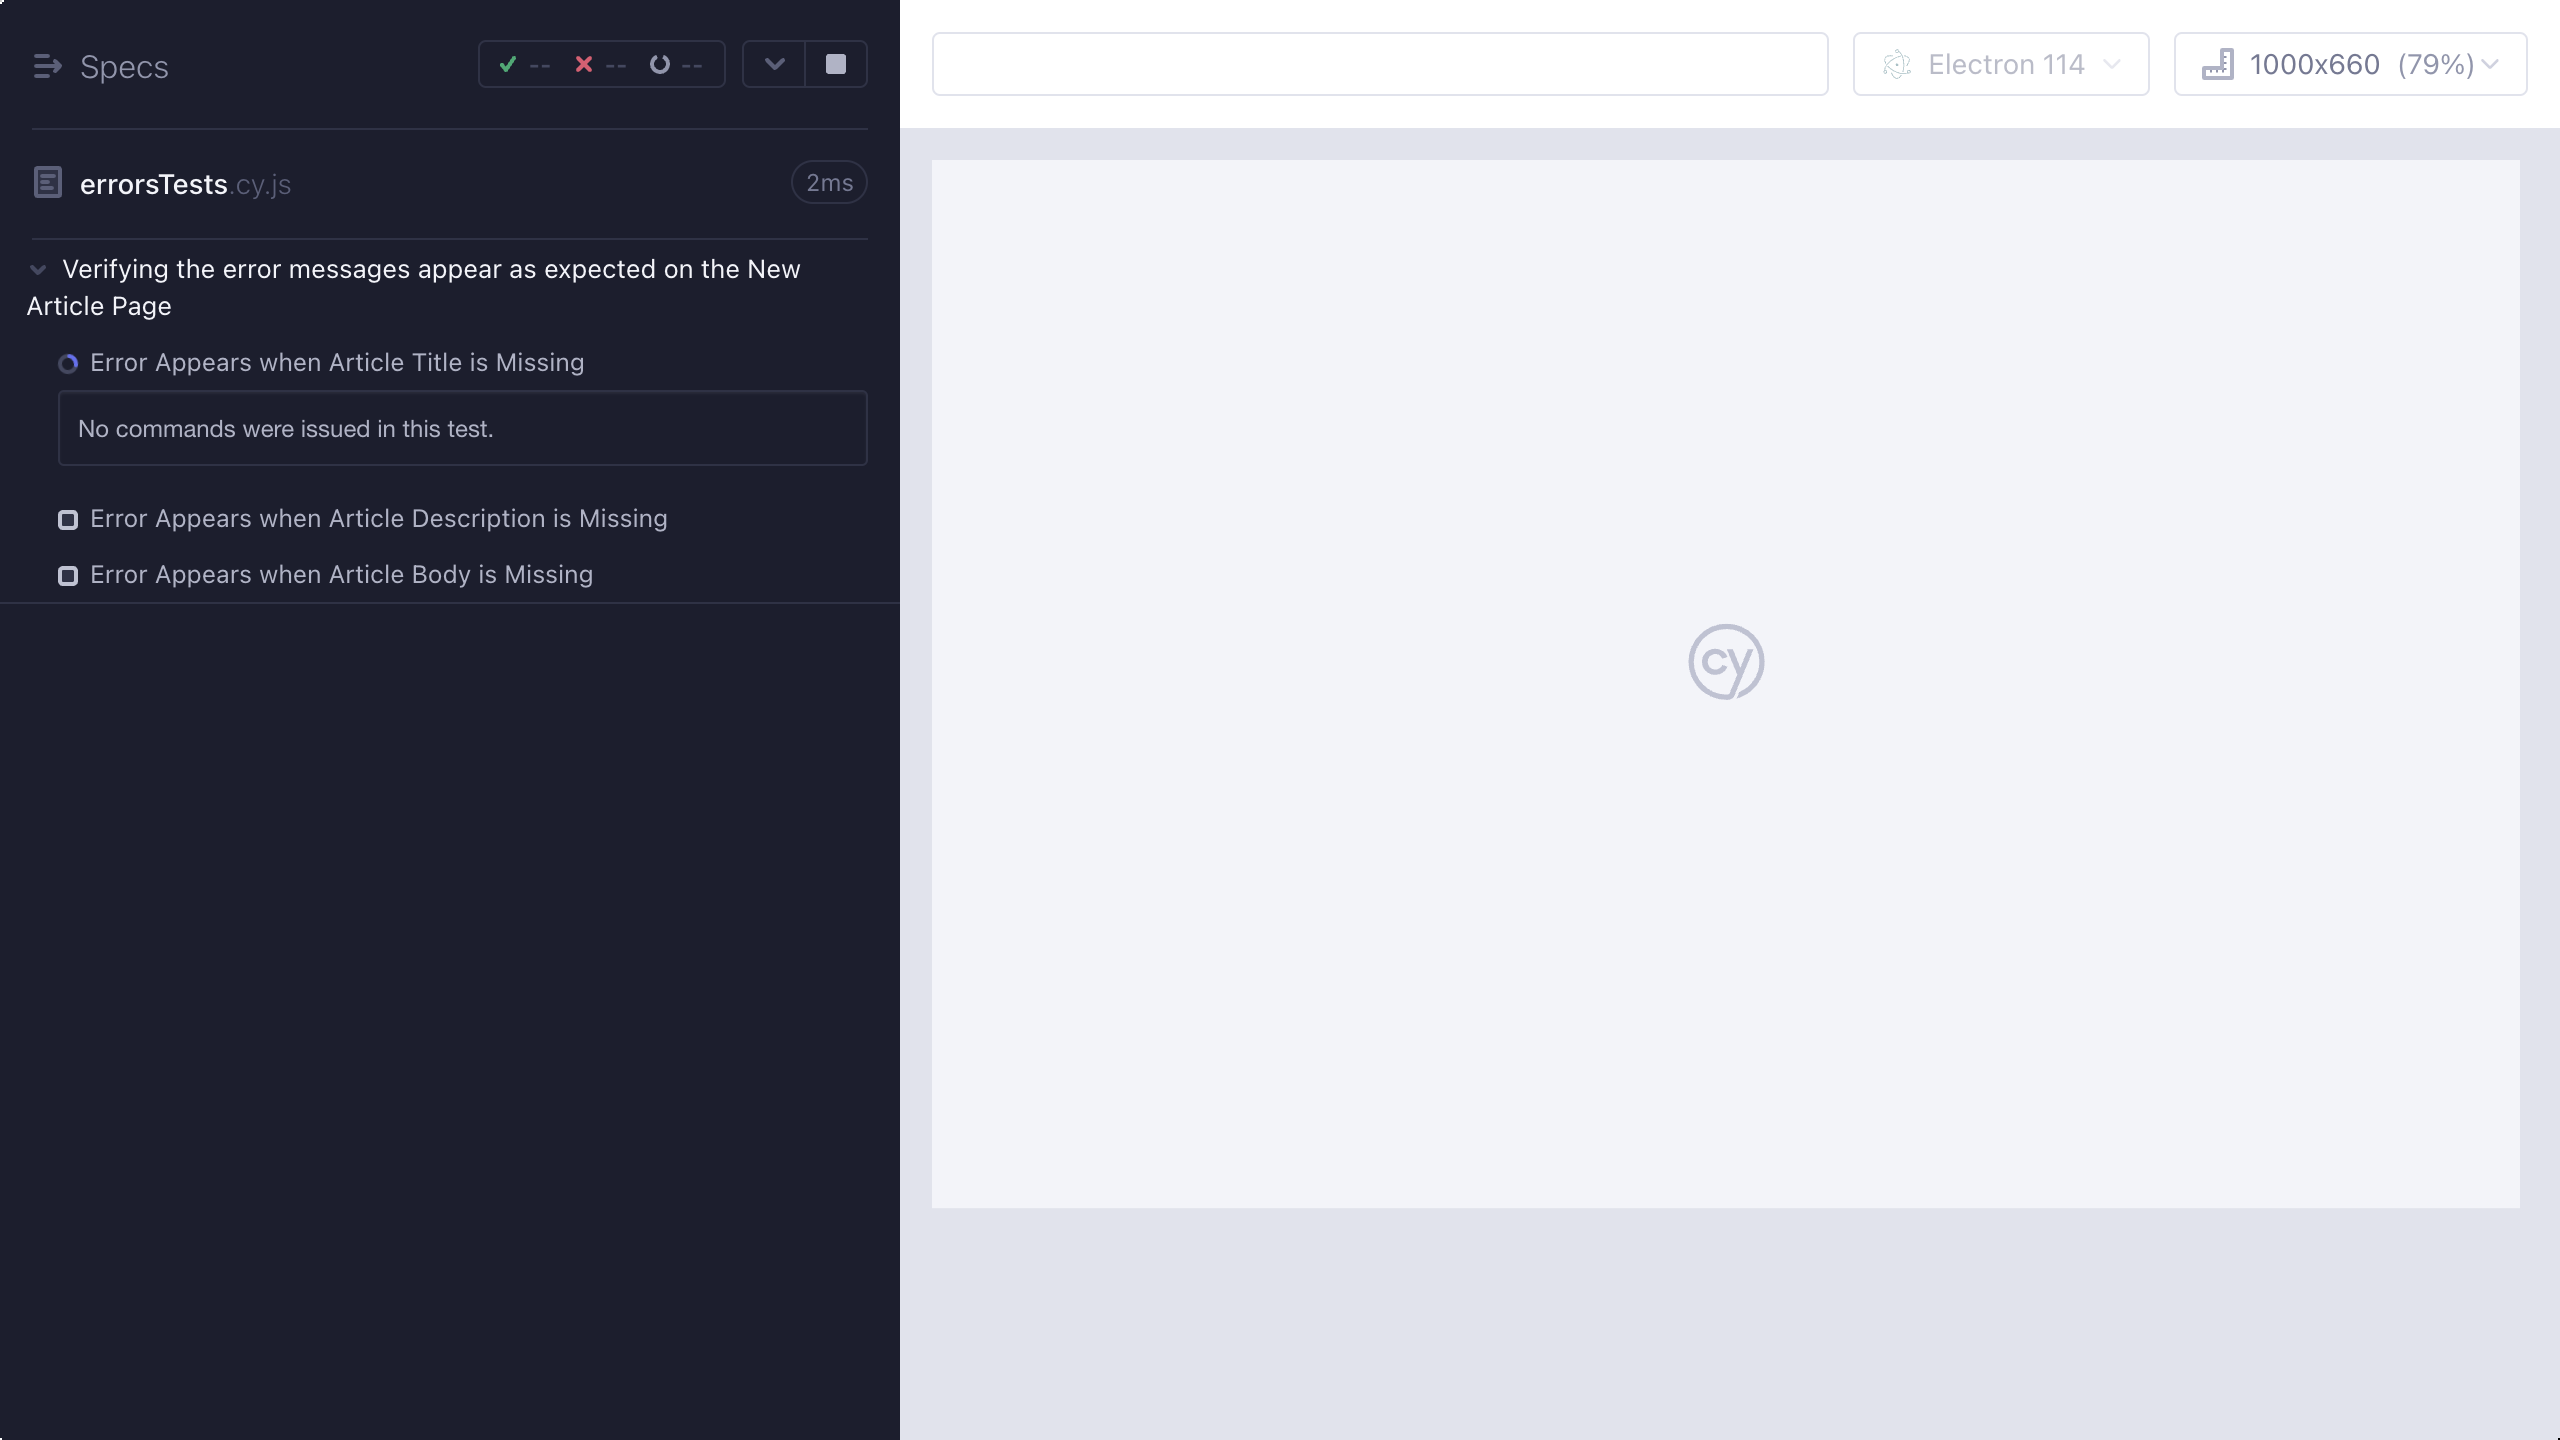 Specs
-- -- --
Electron 114
1000x660 (79%)
errorsTests.cy.js
2ms
Verifying the error messages appear as expected on the New
Article Page
Error Appears when Article Title is Missing
No commands were issued in this test.
Error Appears when Article Description is Missing
Error Appears when Article Body is Missing
cy